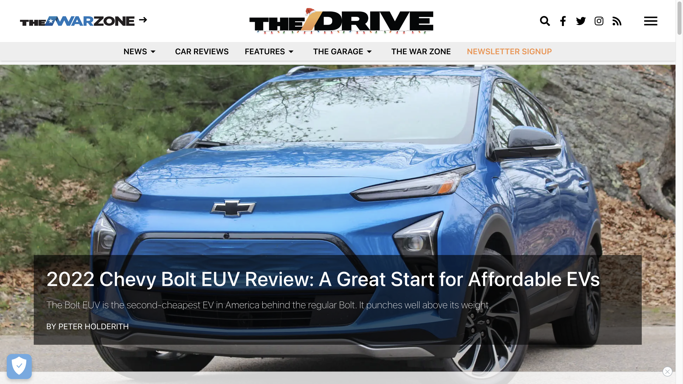 THE WAR ZONE
THE DRIVE
NEWS
CAR REVIEWS
FEATURES
THE GARAGE
THE WAR ZONE
NEWSLETTER SIGNUP
2022 Chevy Bolt EUV Review: A Great Start for Affordable EVs
The Bolt EUV is the second-cheapest EV in America behind the regular Bolt. It punches well above its weight.
BY PETER HOLDERITH